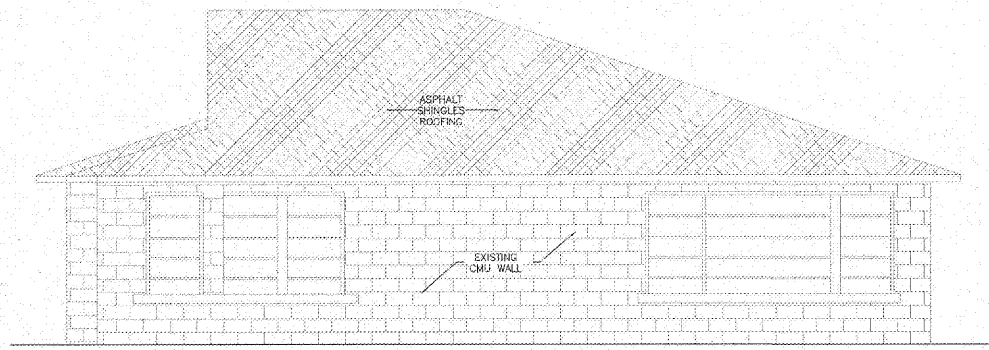 ASPHALT
SHINGLES
ROOFING
EXISTING
CMU WALL